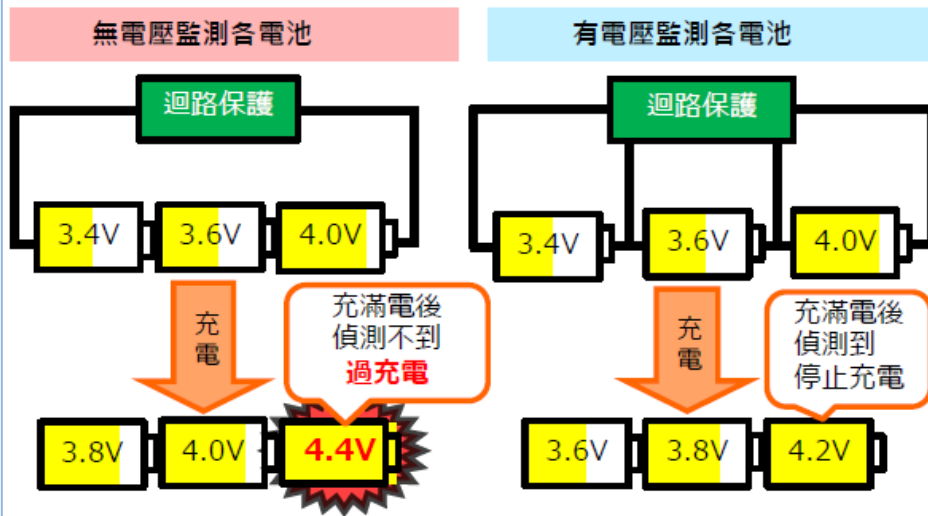 無電壓監測各電池
有電壓監測各電池
迴路保護
迴路保護
3.4V
3.6V
4.0V
3.4V
3.6V
4.0V
充電
充滿電後
偵測不到
過充電
充電
充滿電後
偵測到
停止充電
3.8V
4.0V
4.4V
3.6V
3.8V
4.2V